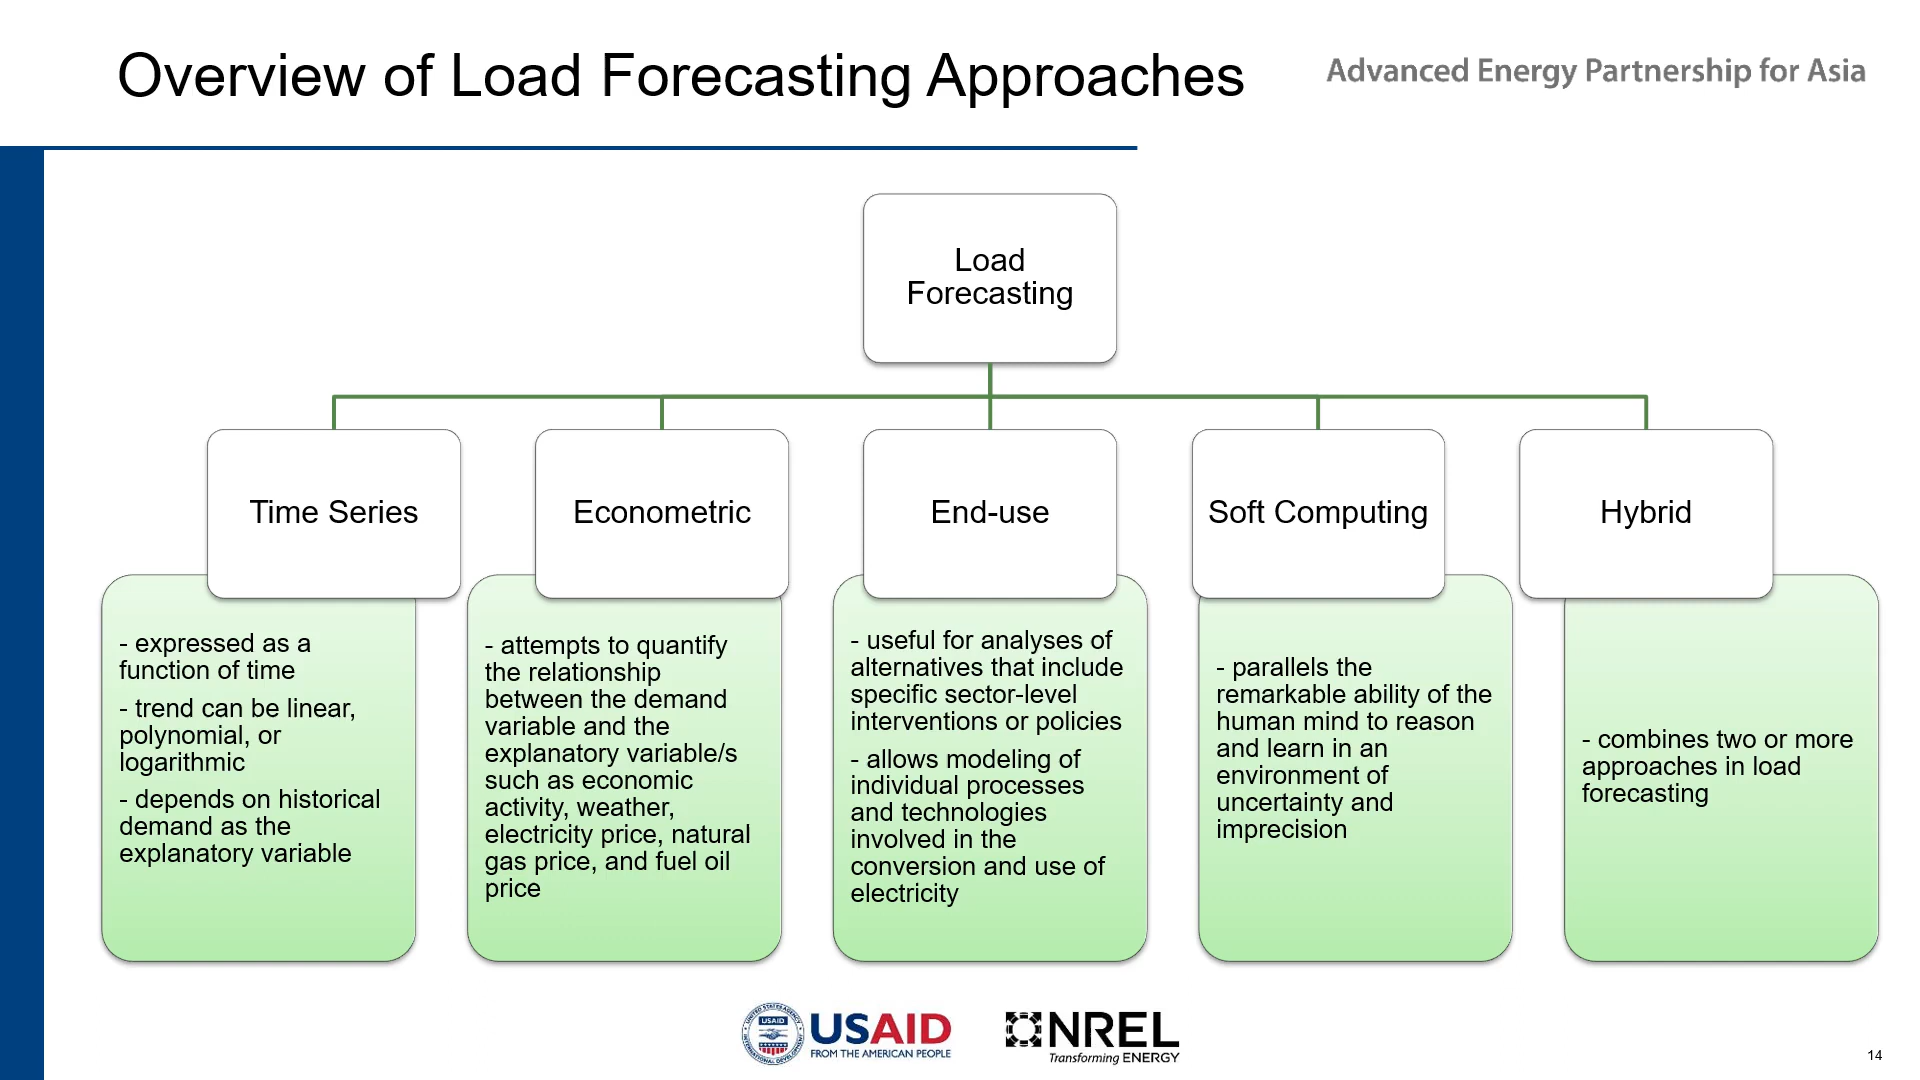 Overview of Load Forecasting Approaches
Advanced Energy Partnership for Asia
Load
Forecasting
Time Series
Econometric
End-use
Soft Computing
Hybrid
- expressed as a
function of time
- trend can be linear,
polynomial, or
logarithmic
- depends on historical
demand as the
explanatory variable
- attempts to quantify
the relationship
between the demand
variable and the
explanatory variable/s
such as economic
activity, weather,
electricity price, natural
gas price, and fuel oil
price
- useful for analyses of
alternatives that include
specific sector-level
interventions or policies
- allows modeling of
individual processes
and technologies
involved in the
conversion and use of
electricity
- parallels the
remarkable ability of the
human mind to reason
and learn in an
environment of
uncertainty and
imprecision
- combines two or more
approaches in load
forecasting
UNITED STATES AGENCY
USAID
INTERNATIONAL DEVELOPMENT
USAID
FROM THE AMERICAN PEOPLE
NREL
Transforming ENERGY
14